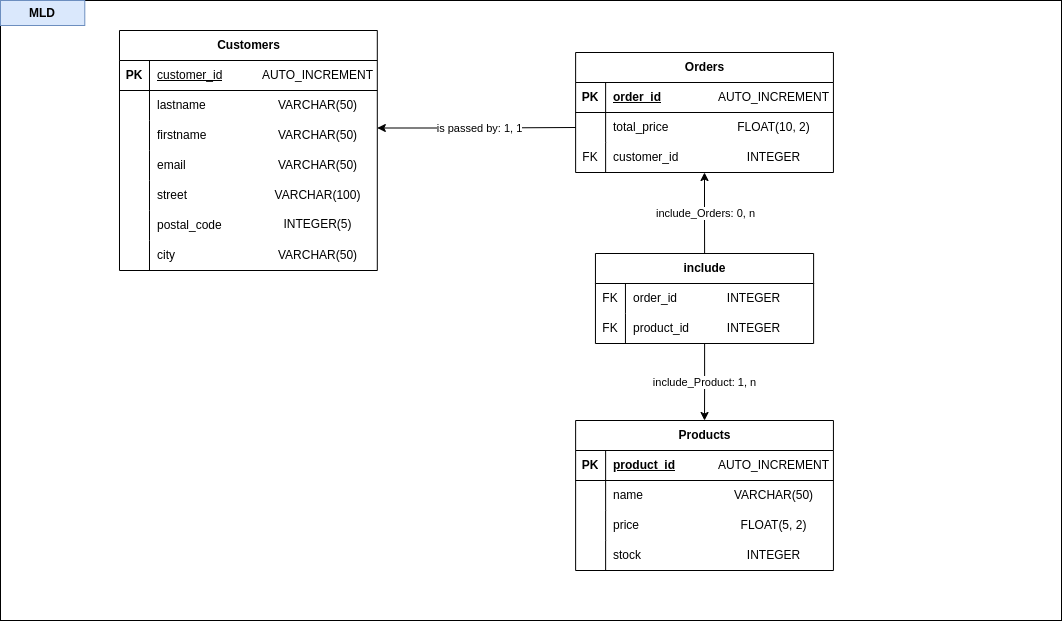 MLD
Customers
PK customer_id AUTO_INCREMENT
lastname VARCHAR(50)
firstname VARCHAR(50)
email VARCHAR(50)
street VARCHAR(100)
postal_code INTEGER(5)
city VARCHAR(50)
is passed by: 1, 1
Orders
PK order_id AUTO_INCREMENT
total_price FLOAT(10, 2)
FK customer_id INTEGER
include_Orders: 0, n
include
FK order_id INTEGER
FK product_id INTEGER
include_Product: 1, n
Products
PK product_id AUTO_INCREMENT
name VARCHAR(50)
price FLOAT(5, 2)
stock INTEGER